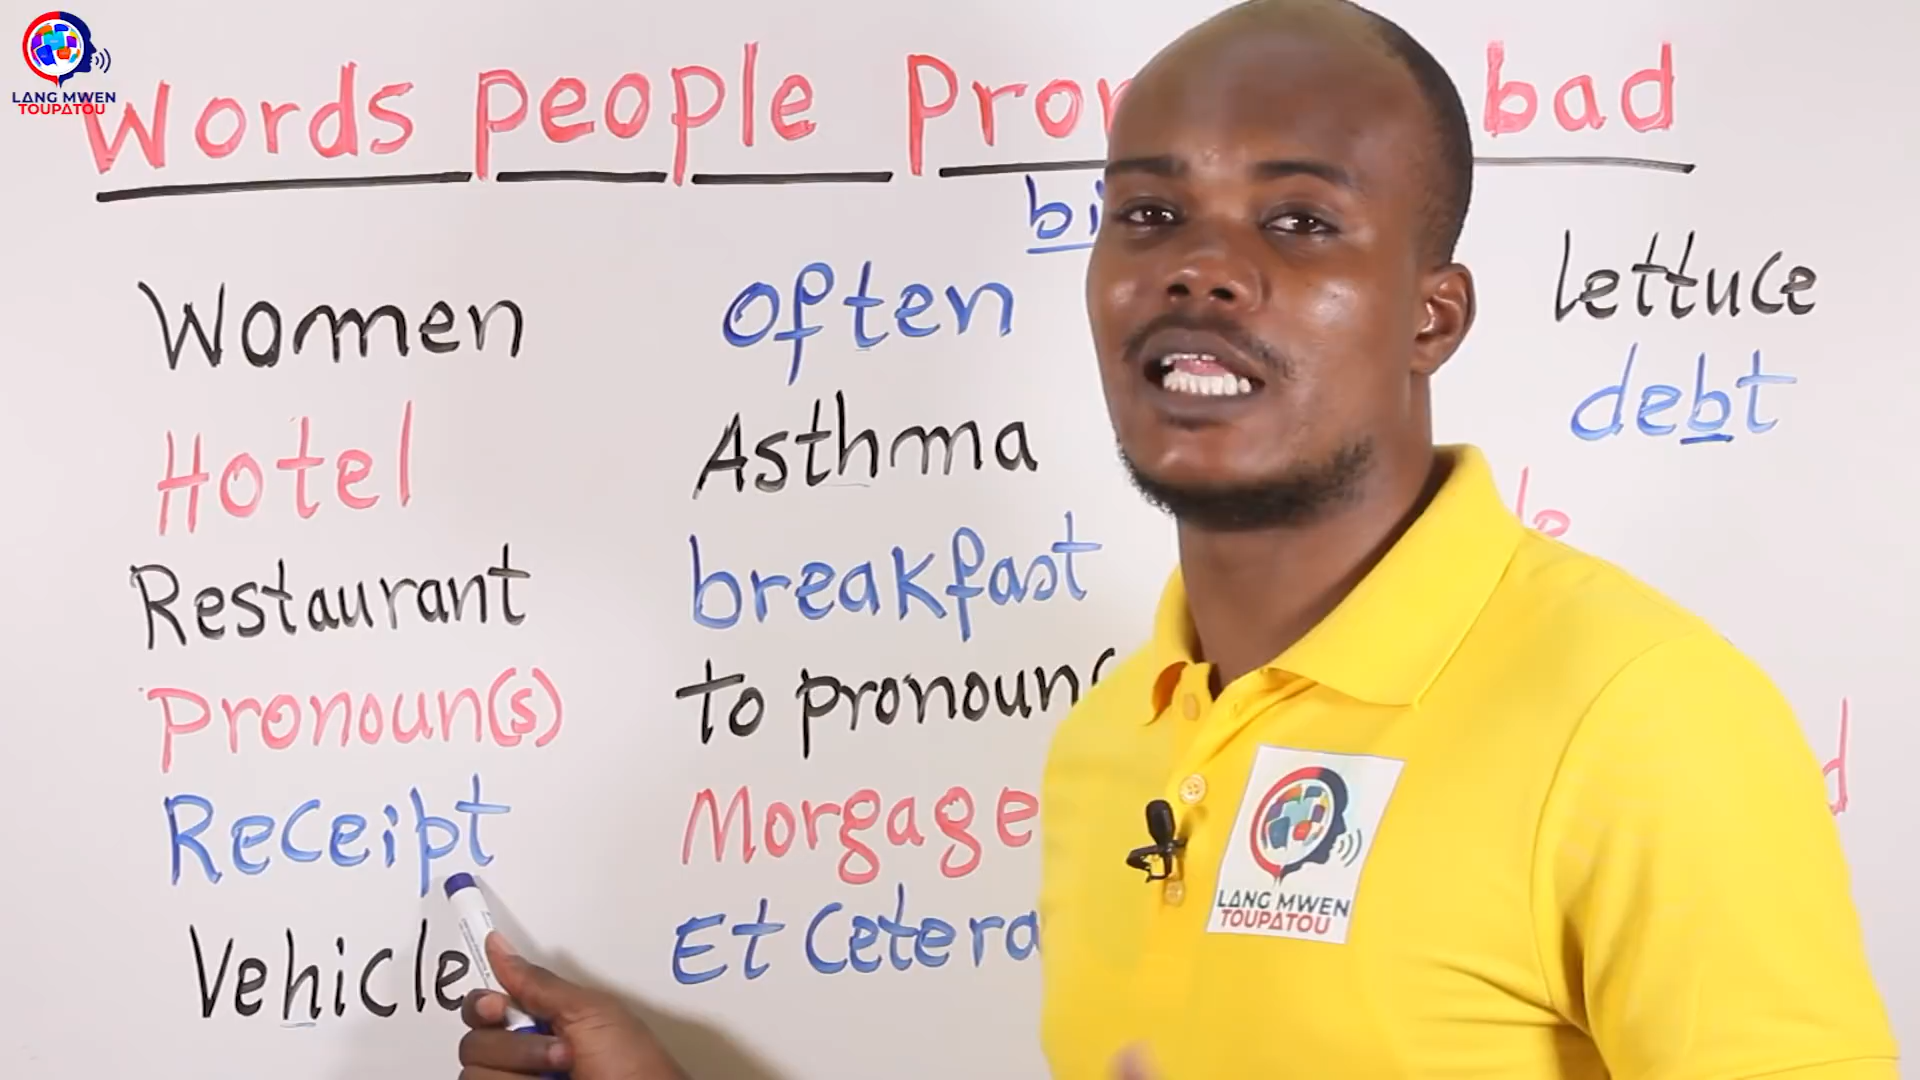 LANG MWEN
TOUPATOU
Words people pron bad
bi
Women
Hotel
Restaurant
Pronoun(s)
Receipt
Vehicle
Often
Asthma
breakfast
to pronoun
Morgage
Et Cetera
lettuce
debt
LANG MWEN
TOUPATOU